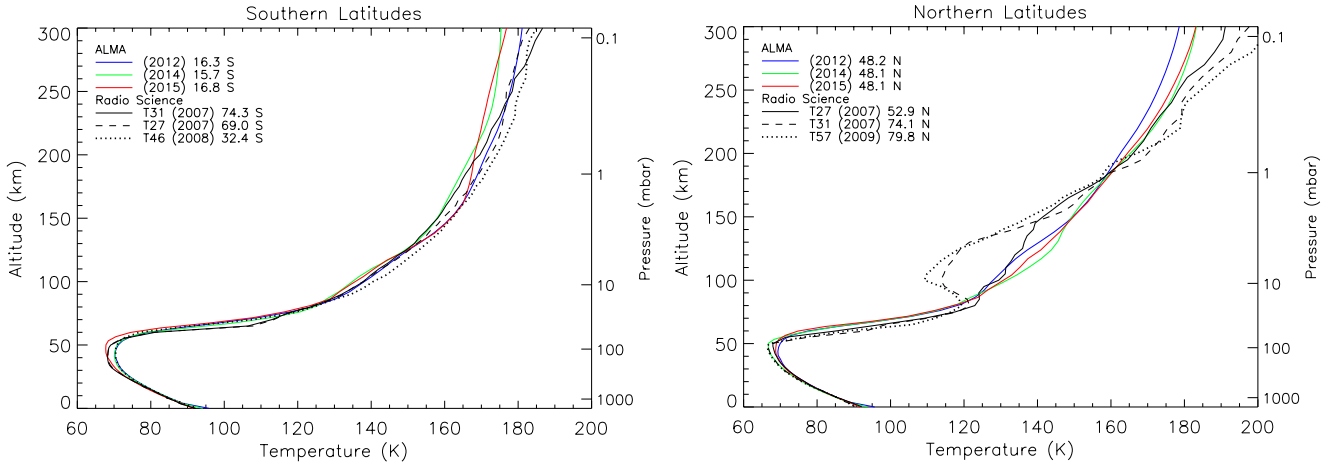 Southern Latitudes
300
250
200
150
100
50
0
Altitude (km)
ALMA
(2012) 16.3 S
(2014) 15.7 S
(2015) 16.8 S
Radio Science
T31 (2007) 74.3 S
T27 (2007) 69.0 S
T46 (2008) 32.4 S
0.1
1
10
100
1000
Pressure (mbar)
60 80 100 120 140 160 180 200
Temperature (K)
Northern Latitudes
300
250
200
150
100
50
0
Altitude (km)
ALMA
(2012) 48.2 N
(2014) 48.1 N
(2015) 48.1 N
Radio Science
T27 (2007) 52.9 N
T31 (2007) 74.1 N
T57 (2009) 79.8 N
0.1
1
10
100
1000
Pressure (mbar)
60 80 100 120 140 160 180 200
Temperature (K)